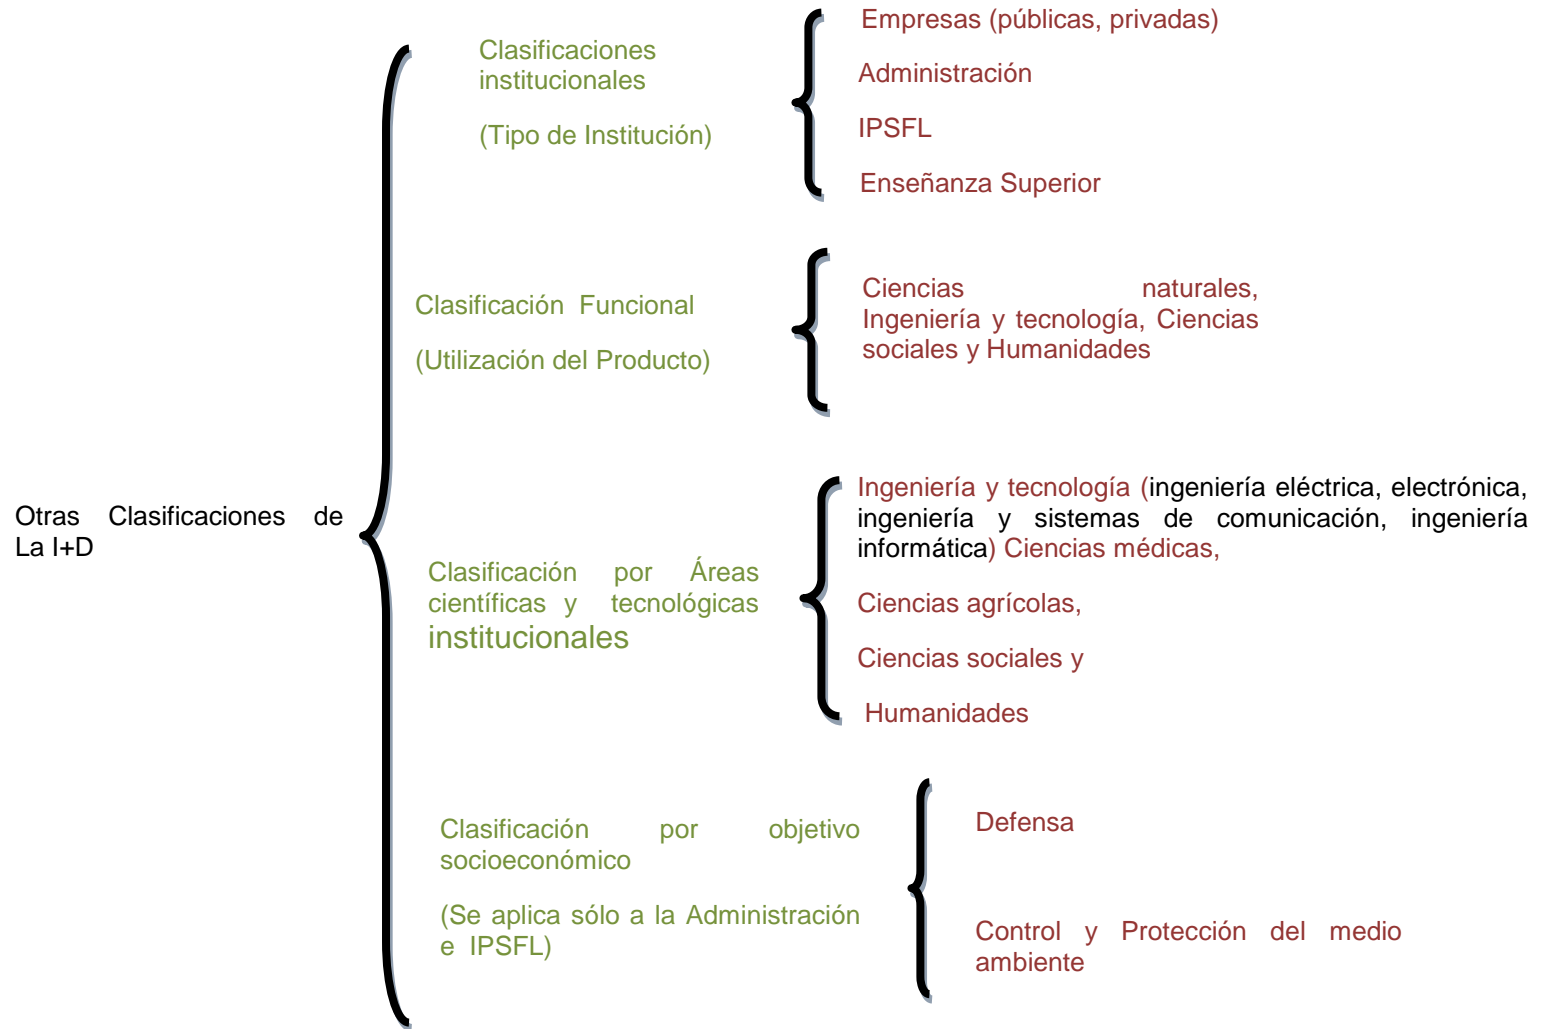 Otras Clasificaciones de
La I+D
Clasificaciones
institucionales
(Tipo de Institución)
Empresas (públicas, privadas)
Administración
IPSFL
Enseñanza Superior
Clasificación Funcional
(Utilización del Producto)
Ciencias naturales,
Ingeniería y tecnología, Ciencias
sociales y Humanidades
Clasificación por Áreas
científicas y tecnológicas
institucionales
Ingeniería y tecnología (ingeniería eléctrica, electrónica,
ingeniería y sistemas de comunicación, ingeniería
informática) Ciencias médicas,
Ciencias agrícolas,
Ciencias sociales y
Humanidades
Clasificación por objetivo
socioeconómico
(Se aplica sólo a la Administración
e IPSFL)
Defensa
Control y Protección del medio
ambiente